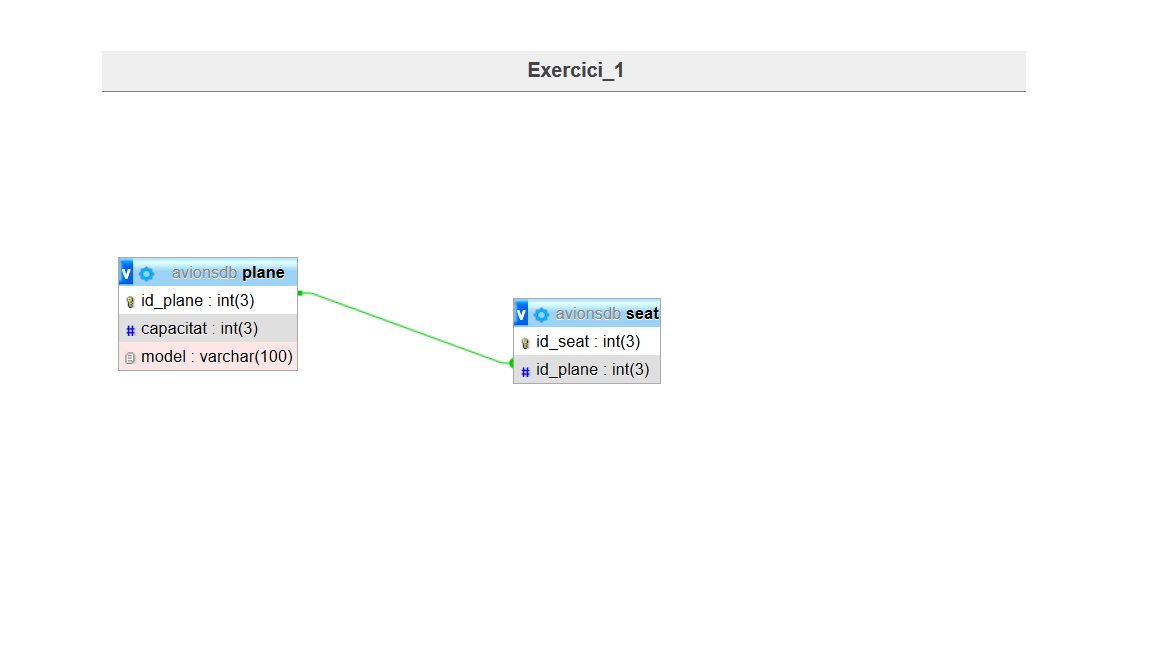 Exercici_1
v avionsdb plane
id_plane : int(3)
# capacitat : int(3)
model : varchar(100)
v avionsdb seat
id_seat : int(3)
# id_plane : int(3)